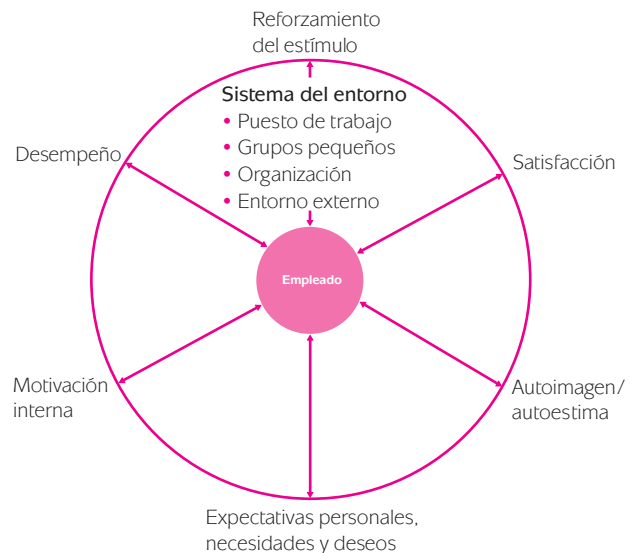 Reforzamiento
del estímulo
Sistema del entorno
• Puesto de trabajo
• Grupos pequeños
• Organización
• Entorno externo
Desempeño
Satisfacción
Empleado
Motivación
interna
Autoimagen/
autoestima
Expectativas personales,
necesidades y deseos